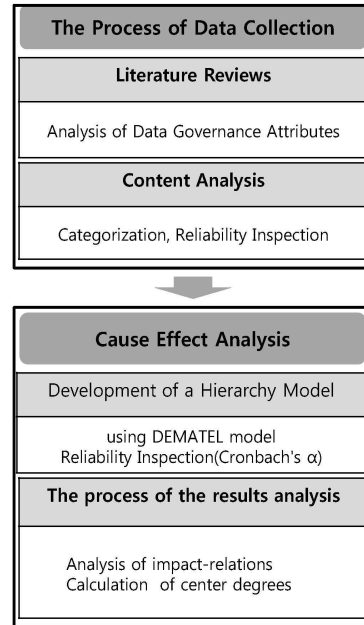 The Process of Data Collection
Literature Reviews
Analysis of Data Governance Attributes
Content Analysis
Categorization, Reliability Inspection
Cause Effect Analysis
Development of a Hierarchy Model
using DEMATEL model
Reliability Inspection(Cronbach's α)
The process of the results analysis
Analysis of impact-relations
Calculation of center degrees